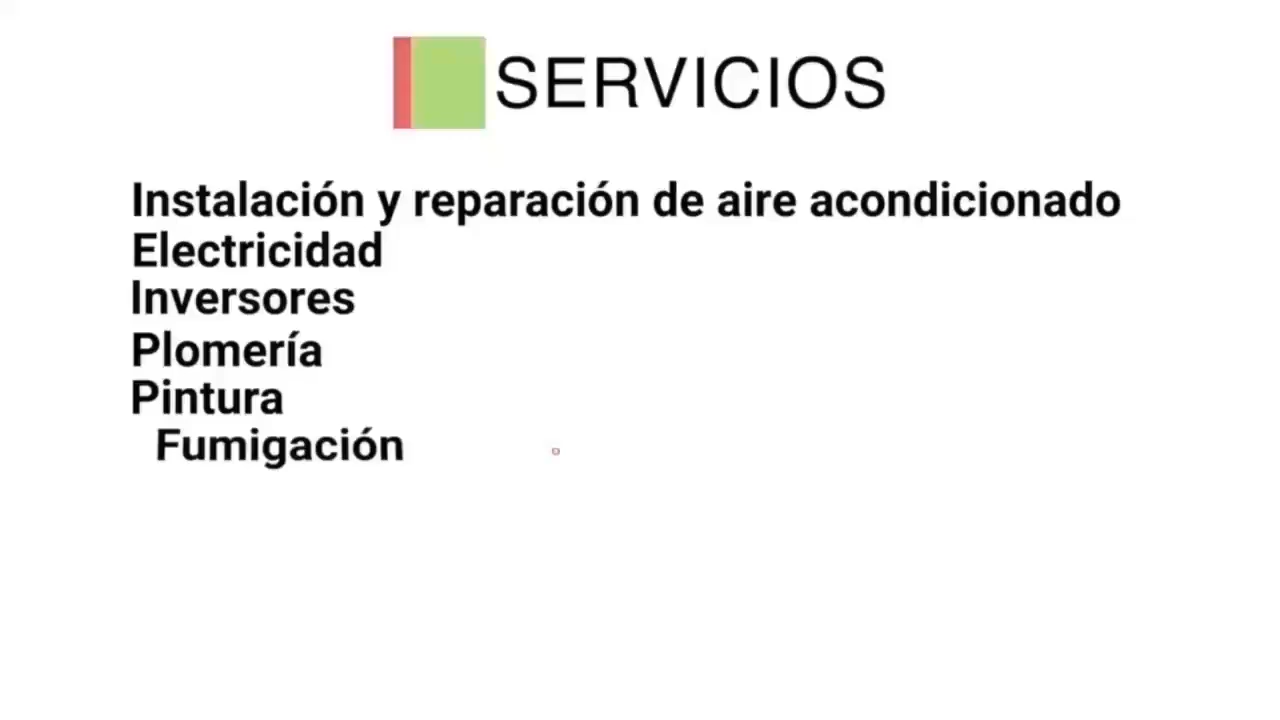 SERVICIOS
Instalación y reparación de aire acondicionado
Electricidad
Inversores
Plomería
Pintura
Fumigación